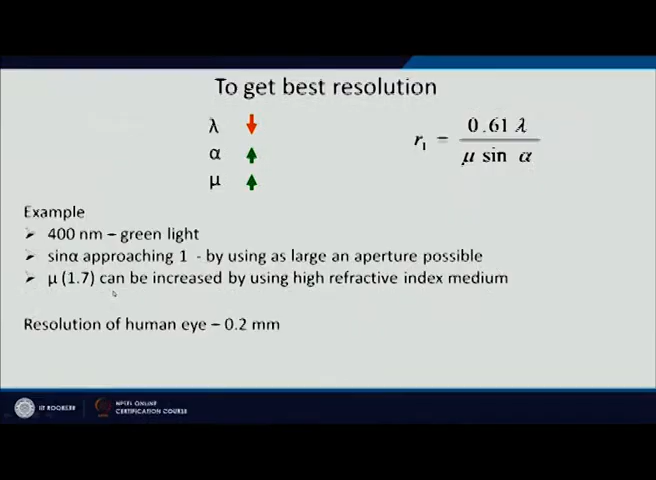 To get best resolution
λ
α
μ
r₁ = 0.61 λ / μ sin α
Example
400 nm – green light
sinα approaching 1 - by using as large an aperture possible
μ (1.7) can be increased by using high refractive index medium
Resolution of human eye – 0.2 mm
IIT ROORKEE
NPTEL ONLINE
CERTIFICATION COURSE